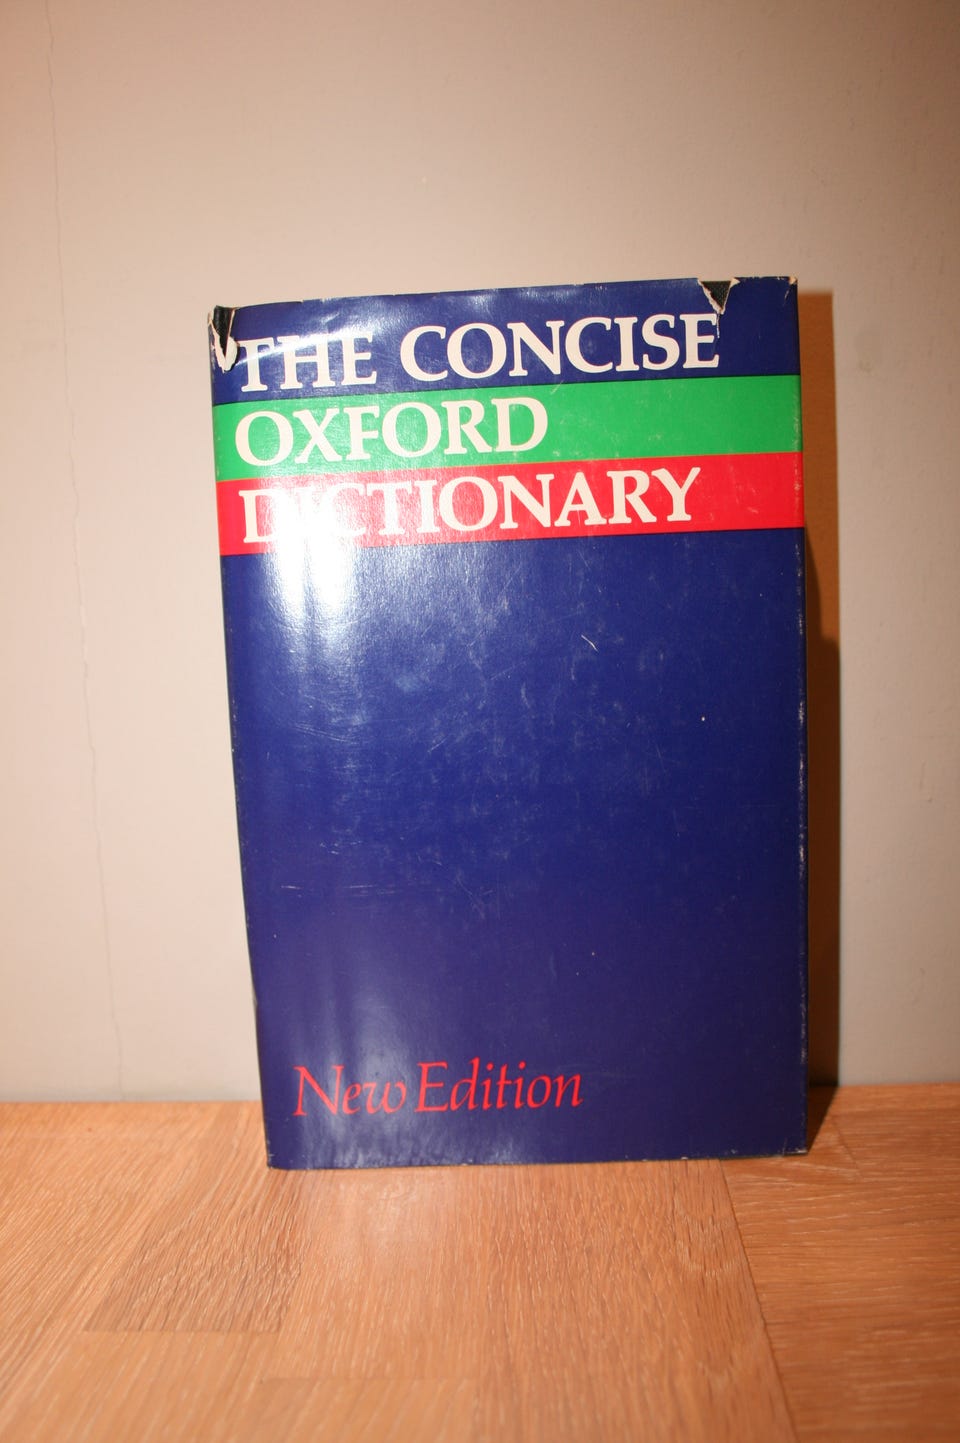 THE CONCISE
OXFORD
DICTIONARY
New Edition